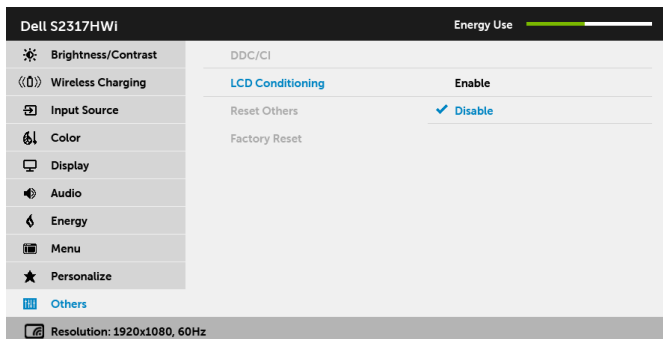 Dell S2317HWi Energy Use
Brightness/Contrast DDC/CI
Wireless Charging LCD Conditioning Enable
Input Source Reset Others Disable
Color Factory Reset
Display
Audio
Energy
Menu
Personalize
Others
Resolution: 1920x1080, 60Hz